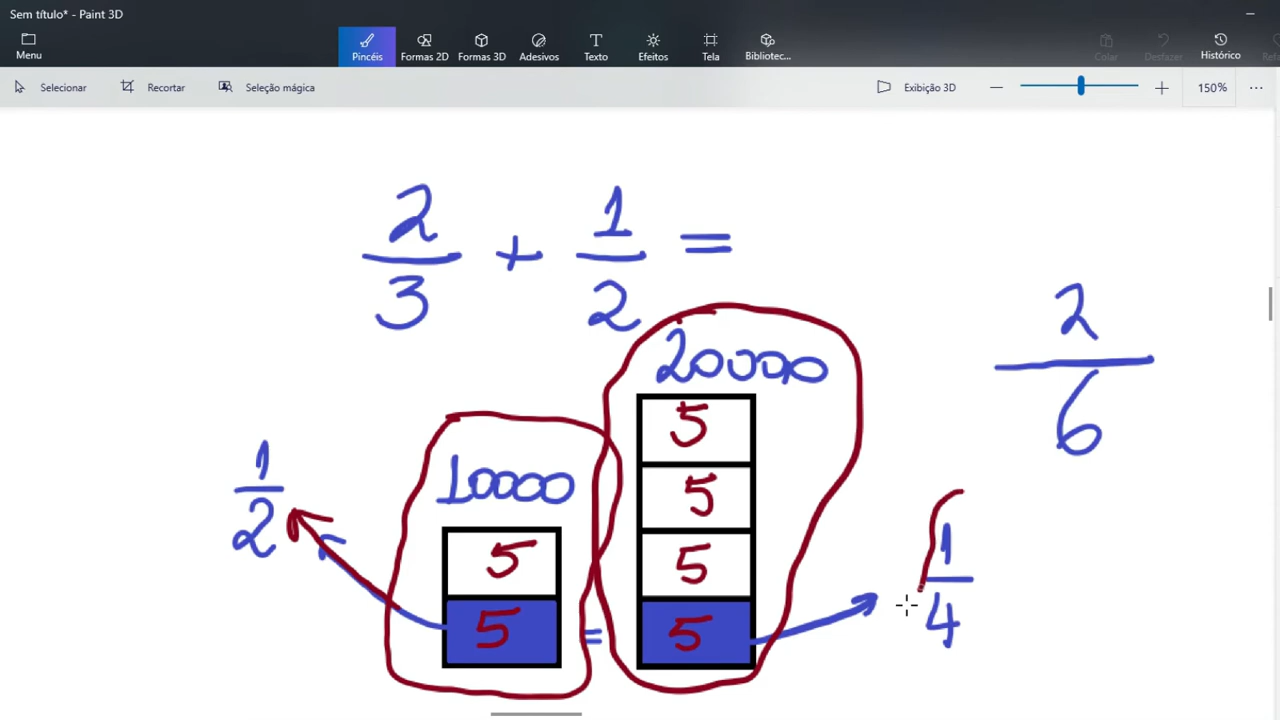 Sem título* - Paint 3D
Menu
Pincéis
Formas 2D
Formas 3D
Adesivos
Texto
Efeitos
Tela
Bibliotec...
Colar
Desfazer
Histórico
Selecionar
Recortar
Seleção mágica
Exibição 3D
150%
2/3 + 1/2 =
2/6
20000
5
5
5
5
10000
5
5
=
1/2
1/4